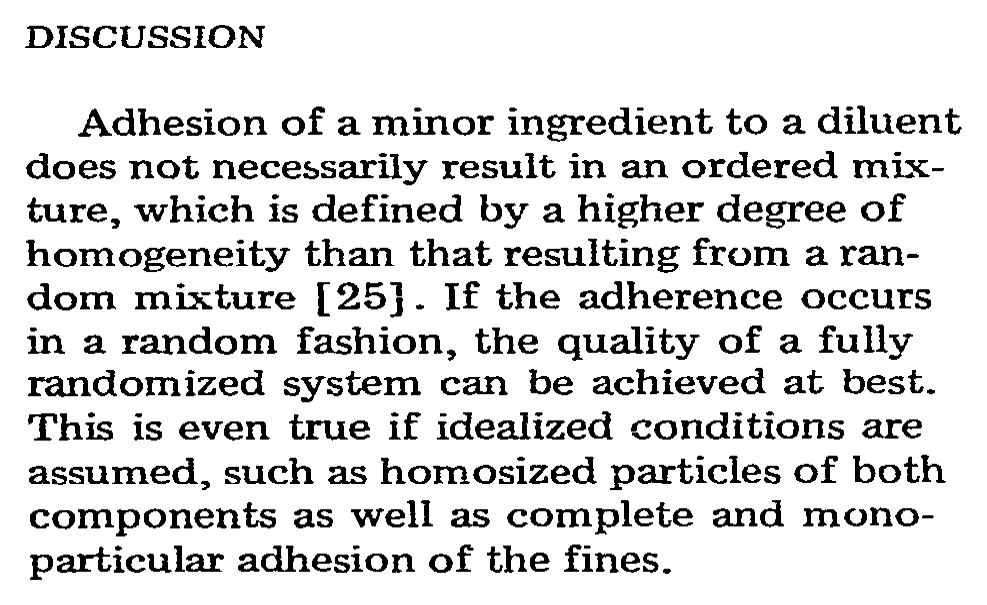 DISCUSSION
Adhesion of a minor ingredient to a diluent
does not necessarily result in an ordered mix-
ture, which is defined by a higher degree of
homogeneity than that resulting from a ran-
dom mixture [25]. If the adherence occurs
in a random fashion, the quality of a fully
randomized system can be achieved at best.
This is even true if idealized conditions are
assumed, such as homosized particles of both
components as well as complete and mono-
particular adhesion of the fines.